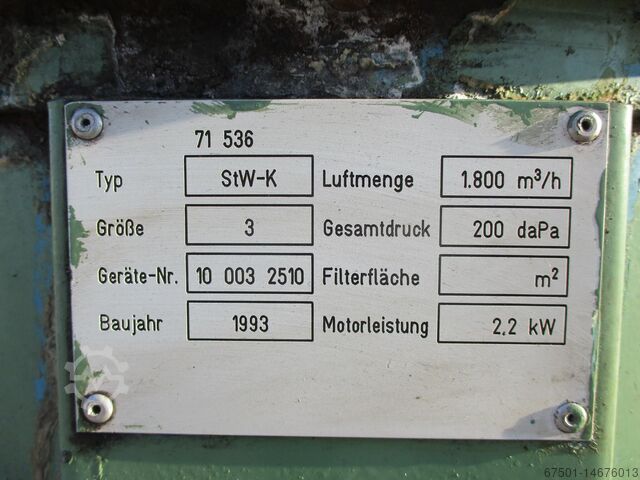 71 536
Typ StW-K Luftmenge 1.800 m³/h
Größe 3 Gesamtdruck 200 daPa
Geräte-Nr. 10 003 2510 Filterfläche m²
Baujahr 1993 Motorleistung 2,2 kW
67501-14676013